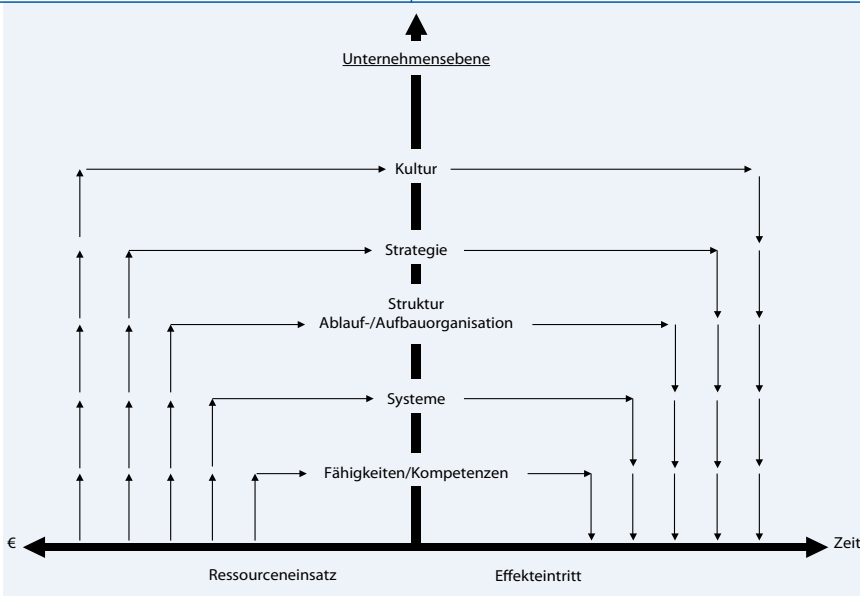 Unternehmensebene
Kultur
Strategie
Struktur
Ablauf-/Aufbauorganisation
Systeme
Fähigkeiten/Kompetenzen
€
Zeit
Ressourceneinsatz
Effekteintritt